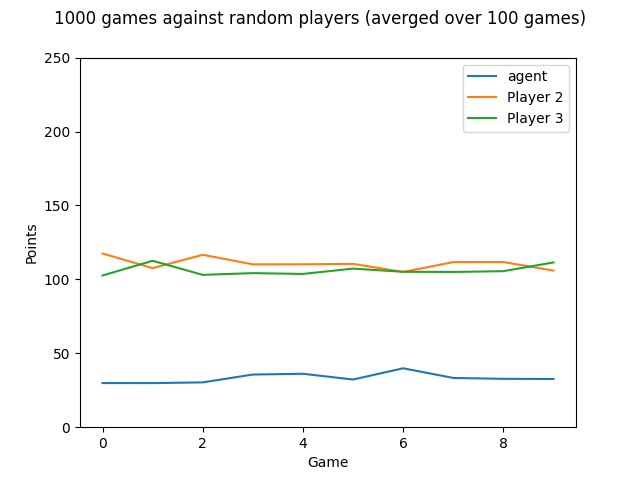 1000 games against random players (averged over 100 games)
250
200
150
100
50
0
Points
agent
Player 2
Player 3
0 2 4 6 8
Game